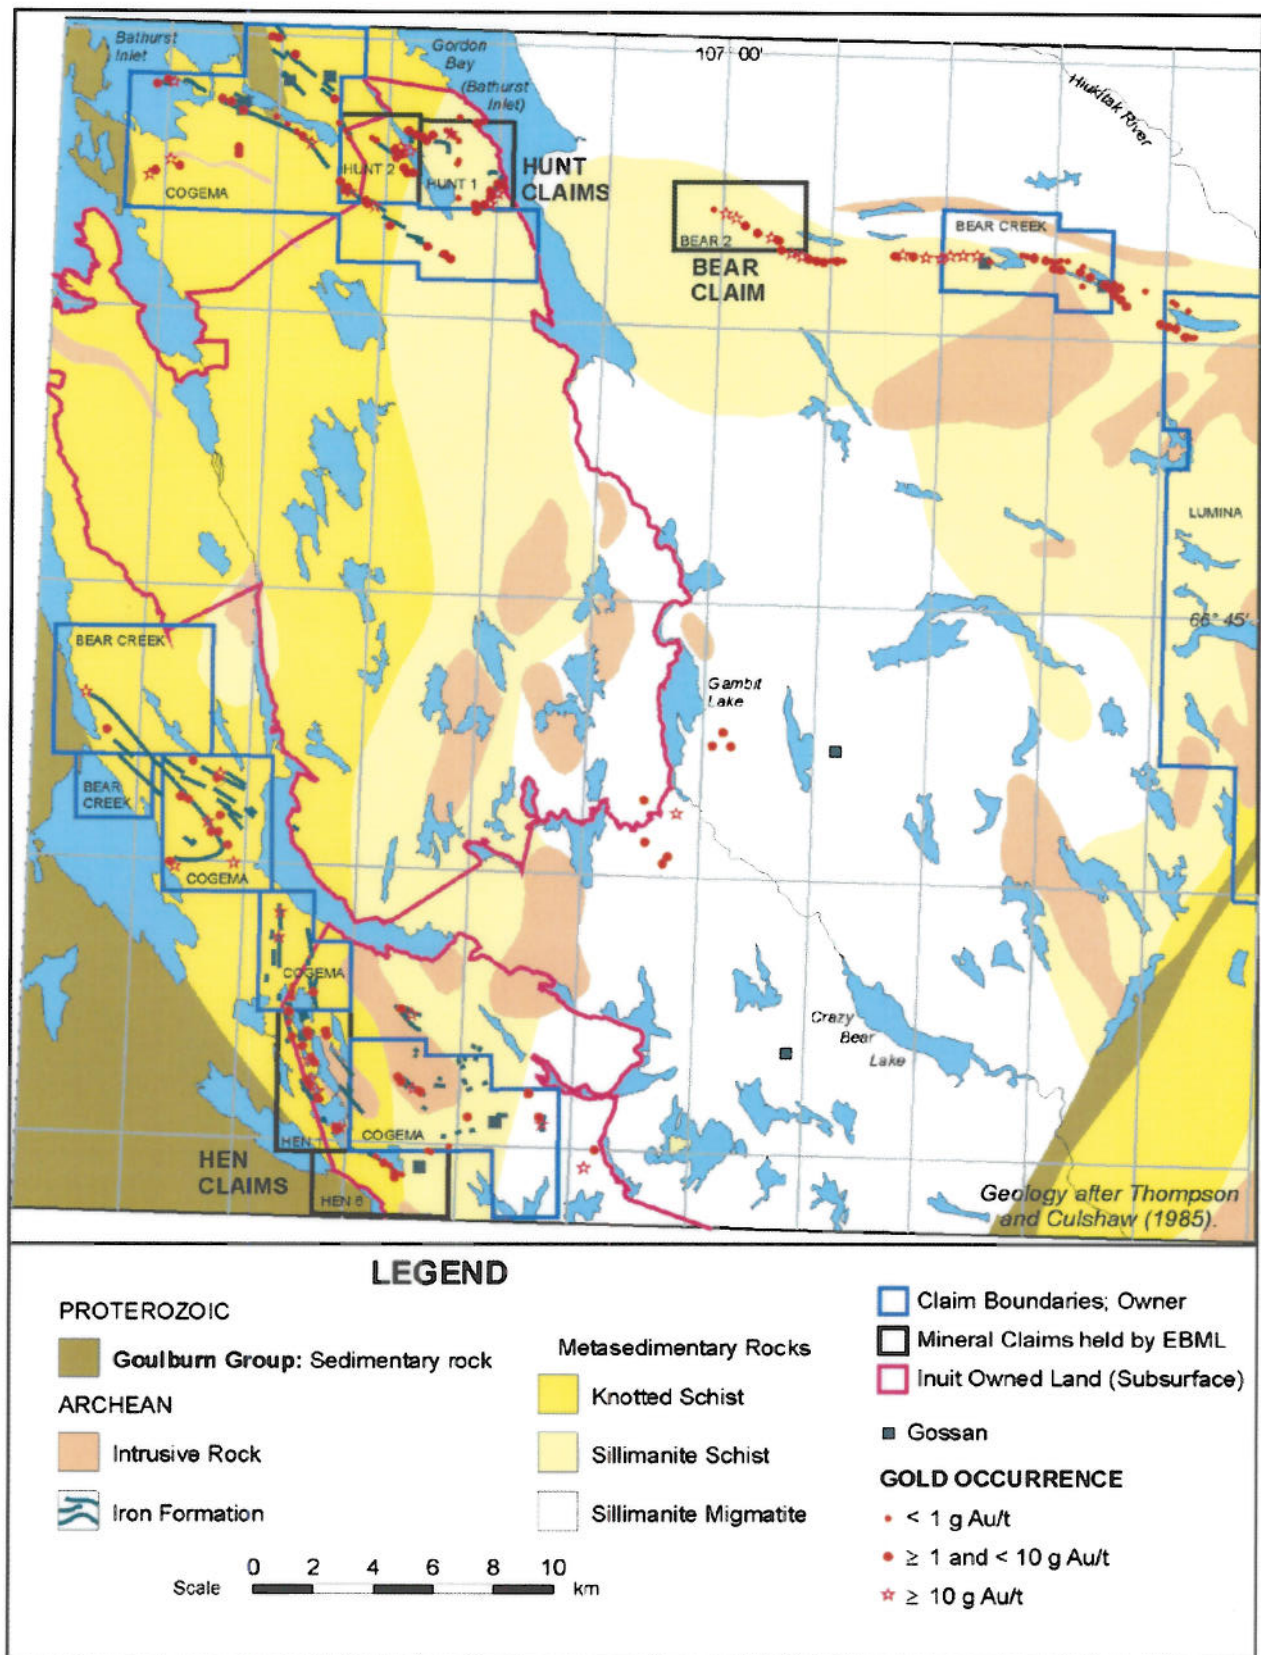 Bathurst
Inlet
Gordon
Bay
(Bathurst
Inlet)
107° 00'
Hiukitak River
HUNT 2
HUNT 1
HUNT
CLAIMS
COGEMA
BEAR 2
BEAR
CLAIM
BEAR CREEK
LUMINA
66° 45'
BEAR CREEK
Gambit
Lake
BEAR
CREEK
COGEMA
COGEMA
Crazy
Bear
Lake
COGEMA
HEN
CLAIMS
HEN 6
Geology after Thompson
and Culshaw (1985).
LEGEND
PROTEROZOIC
Goulburn Group: Sedimentary rock
ARCHEAN
Intrusive Rock
Iron Formation
Metasedimentary Rocks
Knotted Schist
Sillimanite Schist
Sillimanite Migmatite
Claim Boundaries; Owner
Mineral Claims held by EBML
Inuit Owned Land (Subsurface)
Gossan
GOLD OCCURRENCE
< 1 g Au/t
≥ 1 and < 10 g Au/t
≥ 10 g Au/t
Scale 0 2 4 6 8 10 km